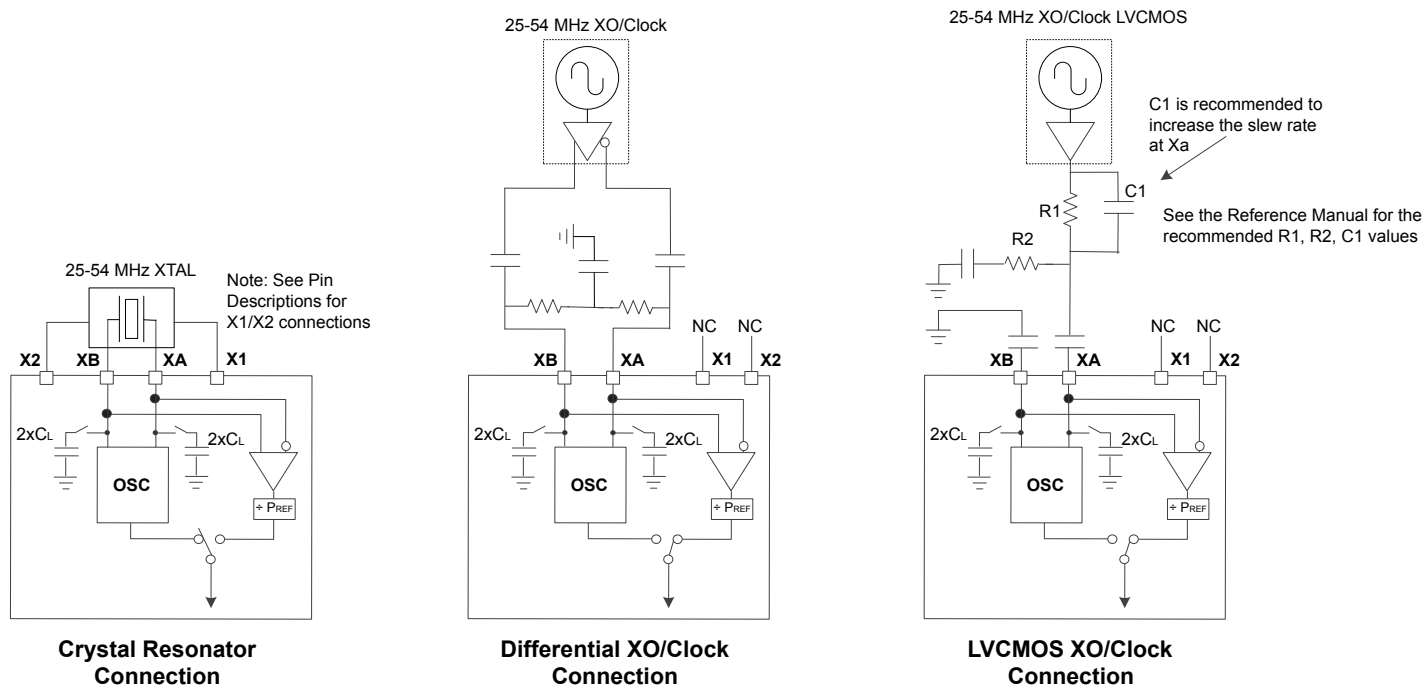 25-54 MHz XTAL
Note: See Pin
Descriptions for
X1/X2 connections
X2
XB
XA
X1
2xCL
2xCL
OSC
÷ PREF
Crystal Resonator
Connection
25-54 MHz XO/Clock
NC
NC
XB
XA
X1
X2
2xCL
2xCL
OSC
÷ PREF
Differential XO/Clock
Connection
25-54 MHz XO/Clock LVCMOS
C1 is recommended to
increase the slew rate
at Xa
C1
R1
See the Reference Manual for the
recommended R1, R2, C1 values
R2
NC
NC
XB
XA
X1
X2
2xCL
2xCL
OSC
÷ PREF
LVCMOS XO/Clock
Connection